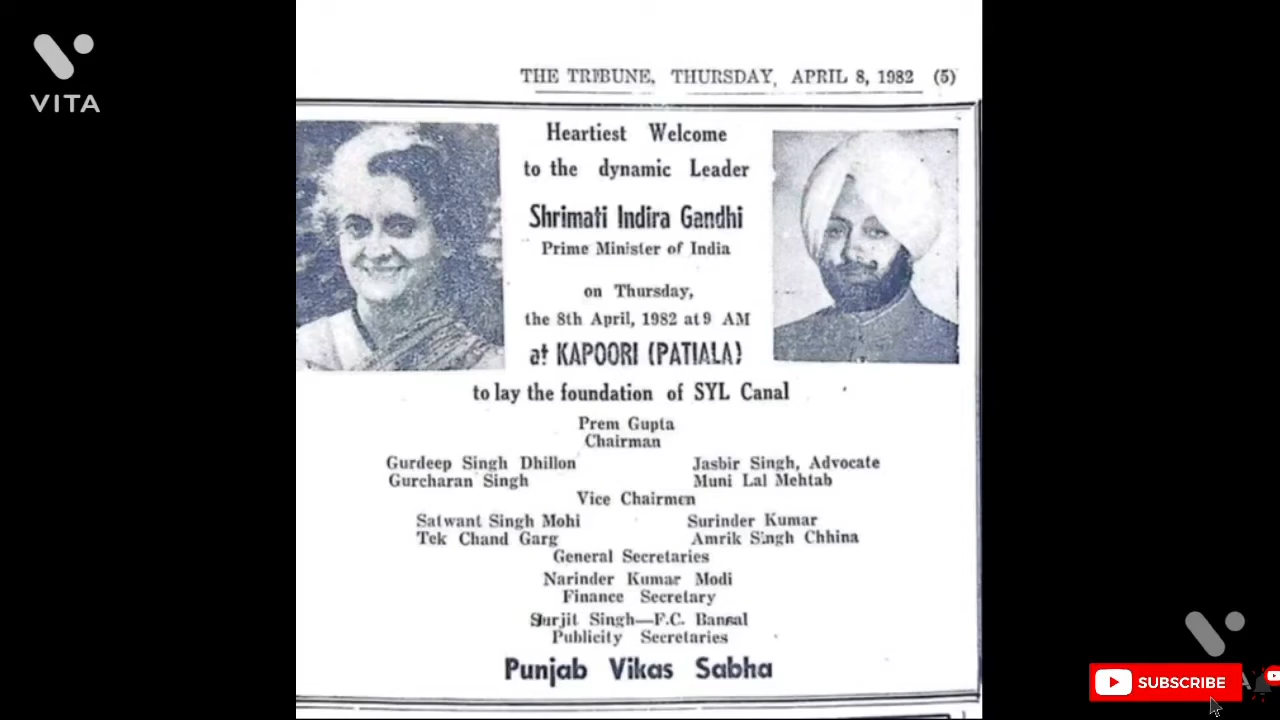 VITA
THE TRIBUNE, THURSDAY, APRIL 8, 1982 (5)
Heartiest Welcome
to the dynamic Leader
Shrimati Indira Gandhi
Prime Minister of India
on Thursday,
the 8th April, 1982 at 9 AM
at KAPOORI (PATIALA)
to lay the foundation of SYL Canal
Prem Gupta
Chairman
Gurdeep Singh Dhillon Jasbir Singh, Advocate
Gurcharan Singh Muni Lal Mehtab
Vice Chairmen
Satwant Singh Mohi Surinder Kumar
Tek Chand Garg Amrik Singh Chhina
General Secretaries
Narinder Kumar Modi
Finance Secretary
Surjit Singh—F.C. Bansal
Publicity Secretaries
Punjab Vikas Sabha
SUBSCRIBE